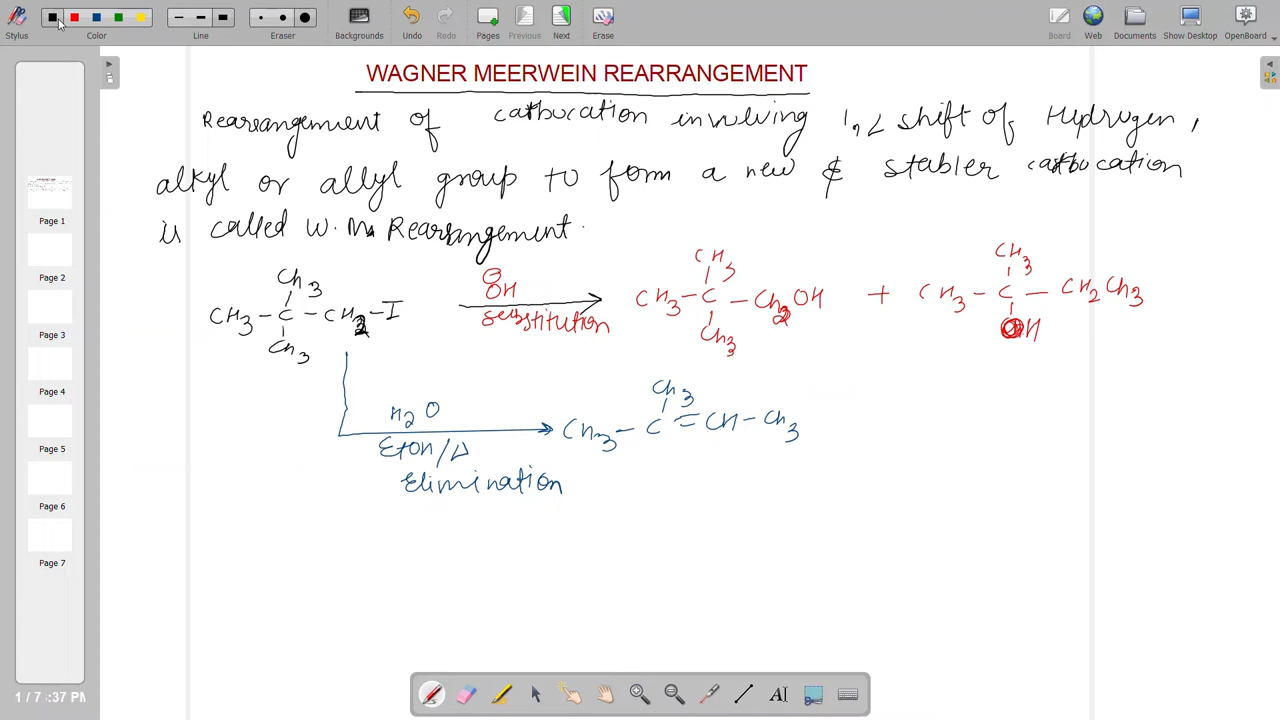 Stylus Color Line Eraser Backgrounds Undo Redo Pages Previous Next Erase Board Web Documents Show Desktop OpenBoard
WAGNER MEERWEIN REARRANGEMENT
Rearrangement of carbocation involving 1,2 shift of Hydrogen,
alkyl or allyl group to form a new & stabler carbocation
is called W.M. Rearrangement.
CH3 CH3 CH3
⊖OH
CH3-C-CH2-I CH3-C-CH2OH + CH3-C-CH2CH3
substitution
CH3 CH3 OH
CH3
H2O
CH3-C=CH-CH3
EtOH/Δ
Elimination
Page 1
Page 2
Page 3
Page 4
Page 5
Page 6
Page 7